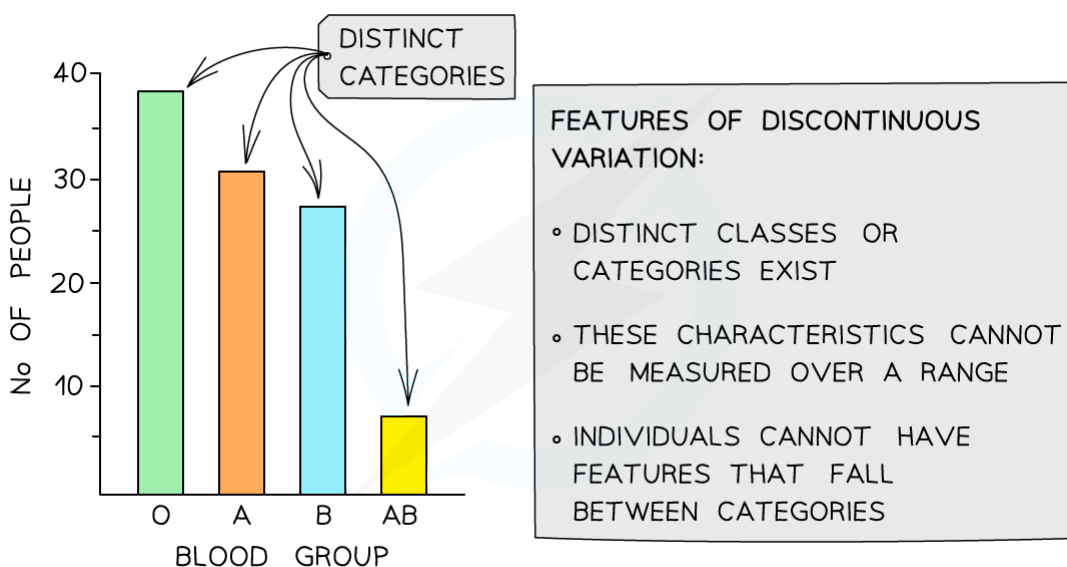 DISTINCT
CATEGORIES
40
30
20
10
No OF PEOPLE
O A B AB
BLOOD GROUP
FEATURES OF DISCONTINUOUS
VARIATION:
DISTINCT CLASSES OR
CATEGORIES EXIST
THESE CHARACTERISTICS CANNOT
BE MEASURED OVER A RANGE
INDIVIDUALS CANNOT HAVE
FEATURES THAT FALL
BETWEEN CATEGORIES